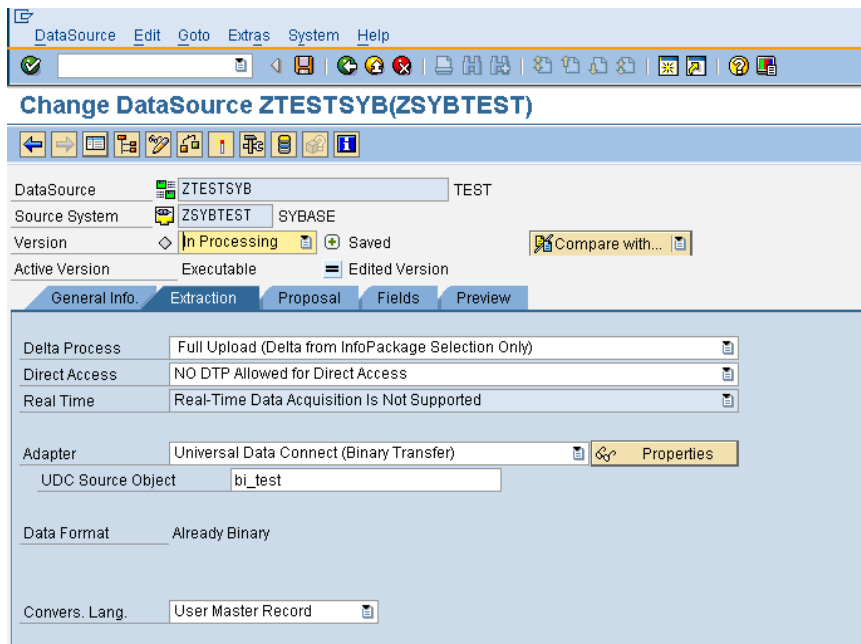 DataSource Edit Goto Extras System Help
Change DataSource ZTESTSYB(ZSYBTEST)
DataSource ZTESTSYB TEST
Source System ZSYBTEST SYBASE
Version In Processing Saved Compare with...
Active Version Executable Edited Version
General Info. Extraction Proposal Fields Preview
Delta Process Full Upload (Delta from InfoPackage Selection Only)
Direct Access NO DTP Allowed for Direct Access
Real Time Real-Time Data Acquisition Is Not Supported
Adapter Universal Data Connect (Binary Transfer) Properties
UDC Source Object bi_test
Data Format Already Binary
Convers. Lang. User Master Record